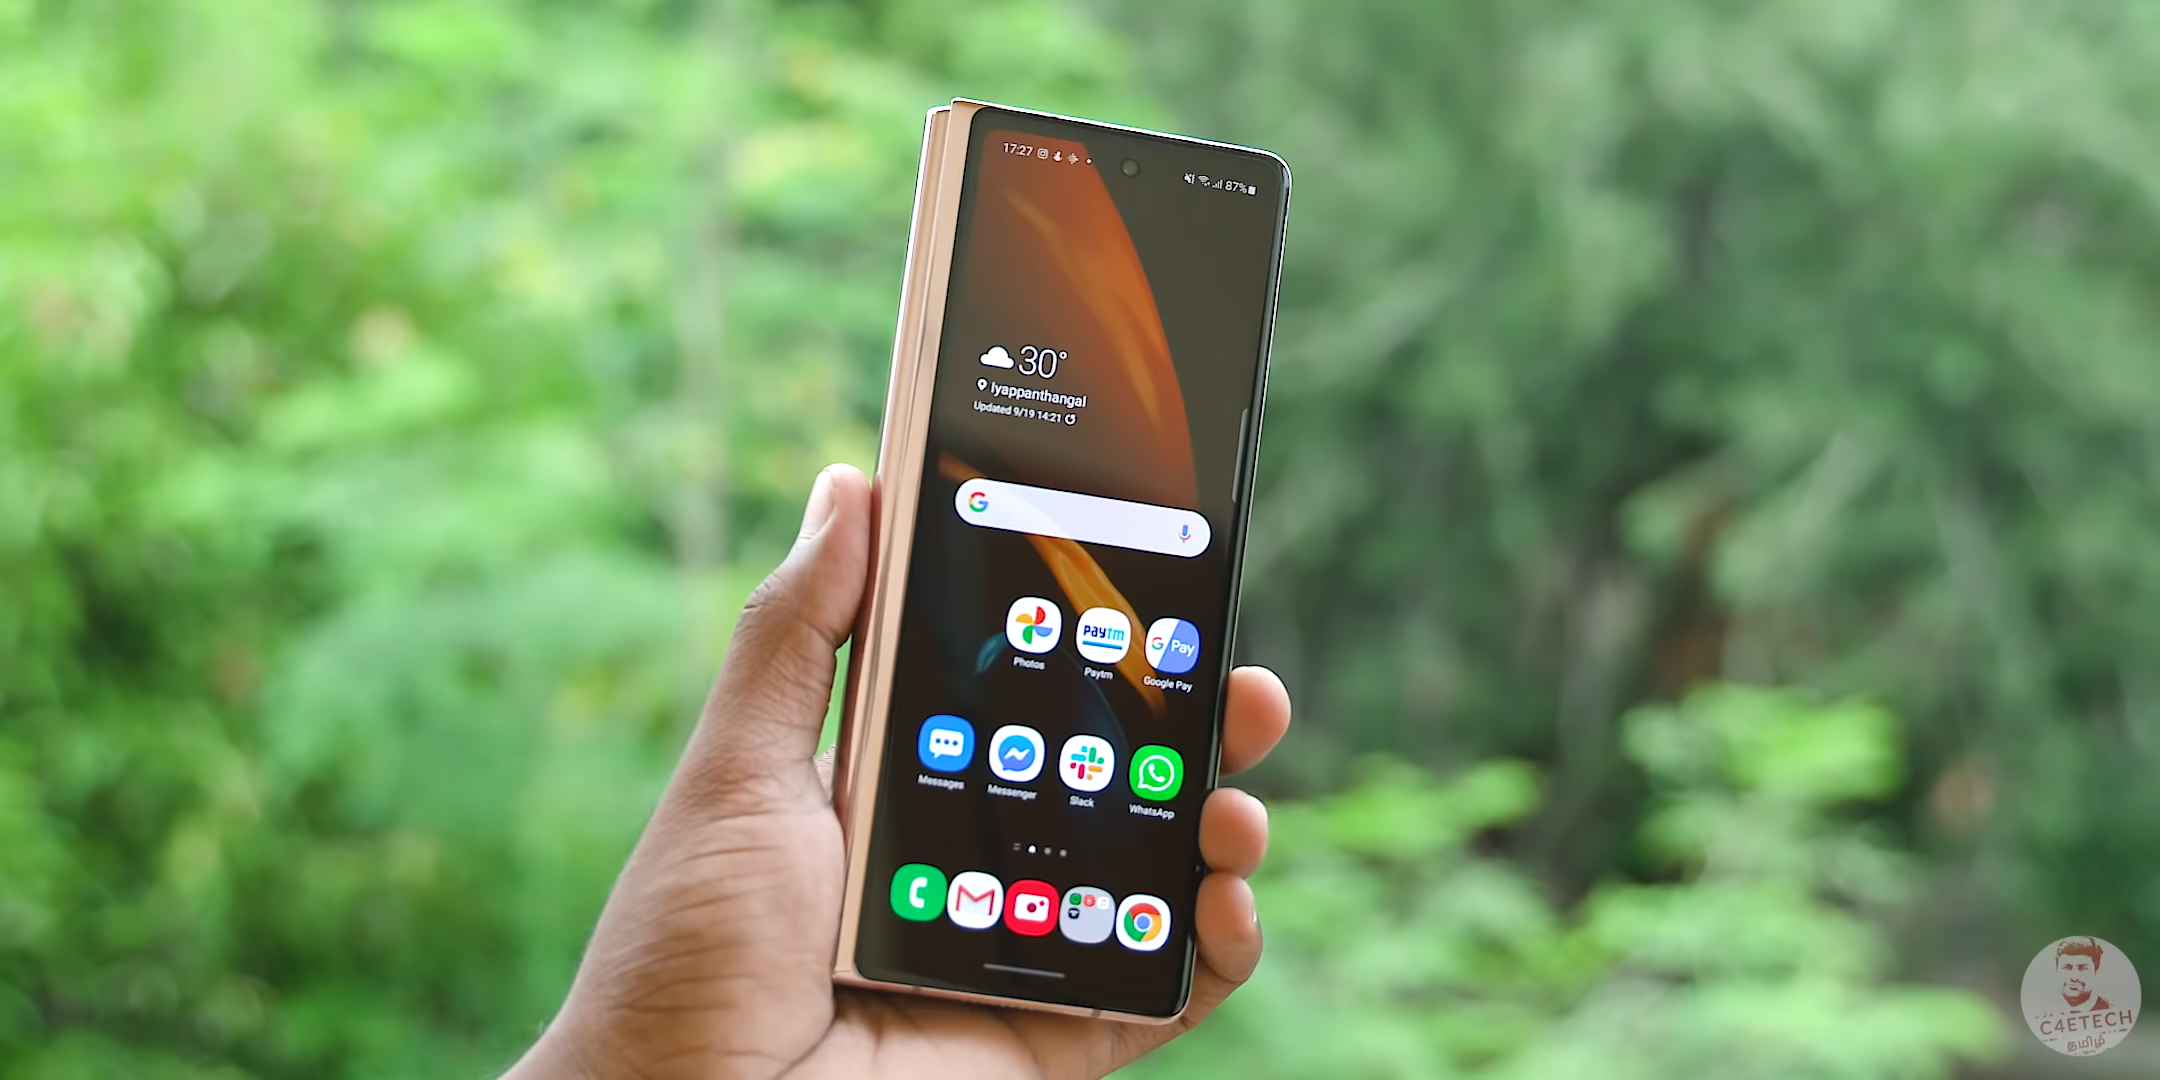 17:27
87%
30°
Iyappanthangal
Updated 9/19 14:21
G
Paytm
G Pay
Photos
Paytm
Google Pay
Messages
Messenger
Slack
WhatsApp
C4ETECH
தமிழ்